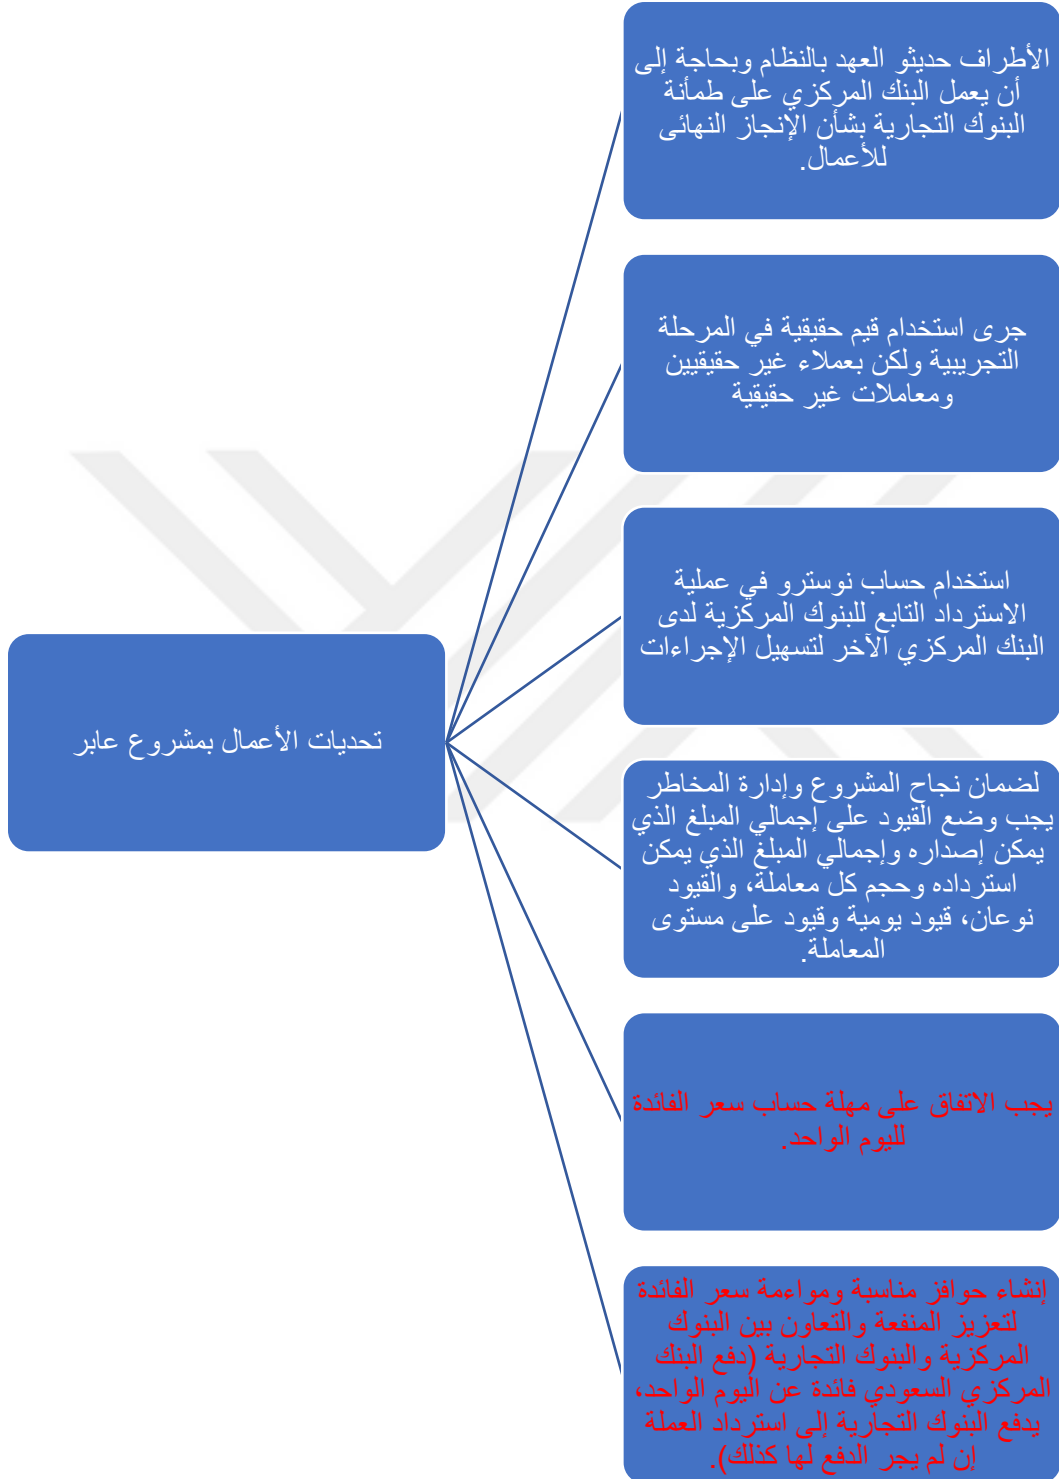 تحديات الأعمال بمشروع عابر
الأطراف حديثو العهد بالنظام وبحاجة إلى
أن يعمل البنك المركزي على طمأنة
البنوك التجارية بشأن الإنجاز النهائى
للأعمال.
جرى استخدام قيم حقيقية في المرحلة
التجريبية ولكن بعملاء غير حقيقيين
ومعاملات غير حقيقية
استخدام حساب نوسترو في عملية
الاسترداد التابع للبنوك المركزية لدى
البنك المركزي الآخر لتسهيل الإجراءات
لضمان نجاح المشروع وإدارة المخاطر
يجب وضع القيود على إجمالي المبلغ الذي
يمكن إصداره وإجمالي المبلغ الذي يمكن
استرداده وحجم كل معاملة، والقيود
نوعان، قيود يومية وقيود على مستوى
المعاملة.
يجب الاتفاق على مهلة حساب سعر الفائدة
لليوم الواحد.
إنشاء حوافز مناسبة ومواءمة سعر الفائدة
لتعزيز المنفعة والتعاون بين البنوك
المركزية والبنوك التجارية (دفع البنك
المركزي السعودي فائدة عن اليوم الواحد،
يدفع البنوك التجارية إلى استرداد العملة
إن لم يجر الدفع لها كذلك).